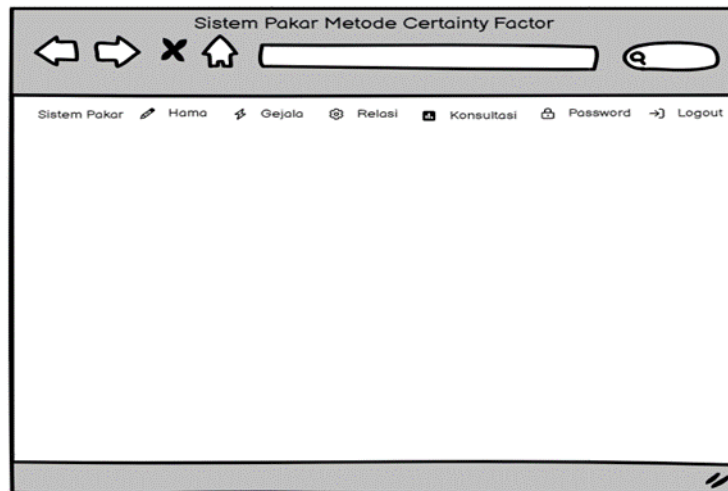 Sistem Pakar Metode Certainty Factor
Sistem Pakar Hama Gejala Relasi Konsultasi Password Logout